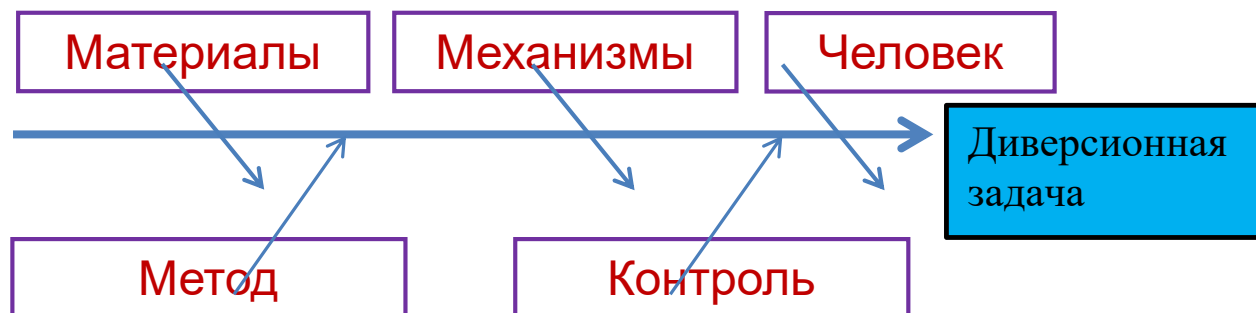 Материалы
Механизмы
Человек
Диверсионная
задача
Метод
Контроль